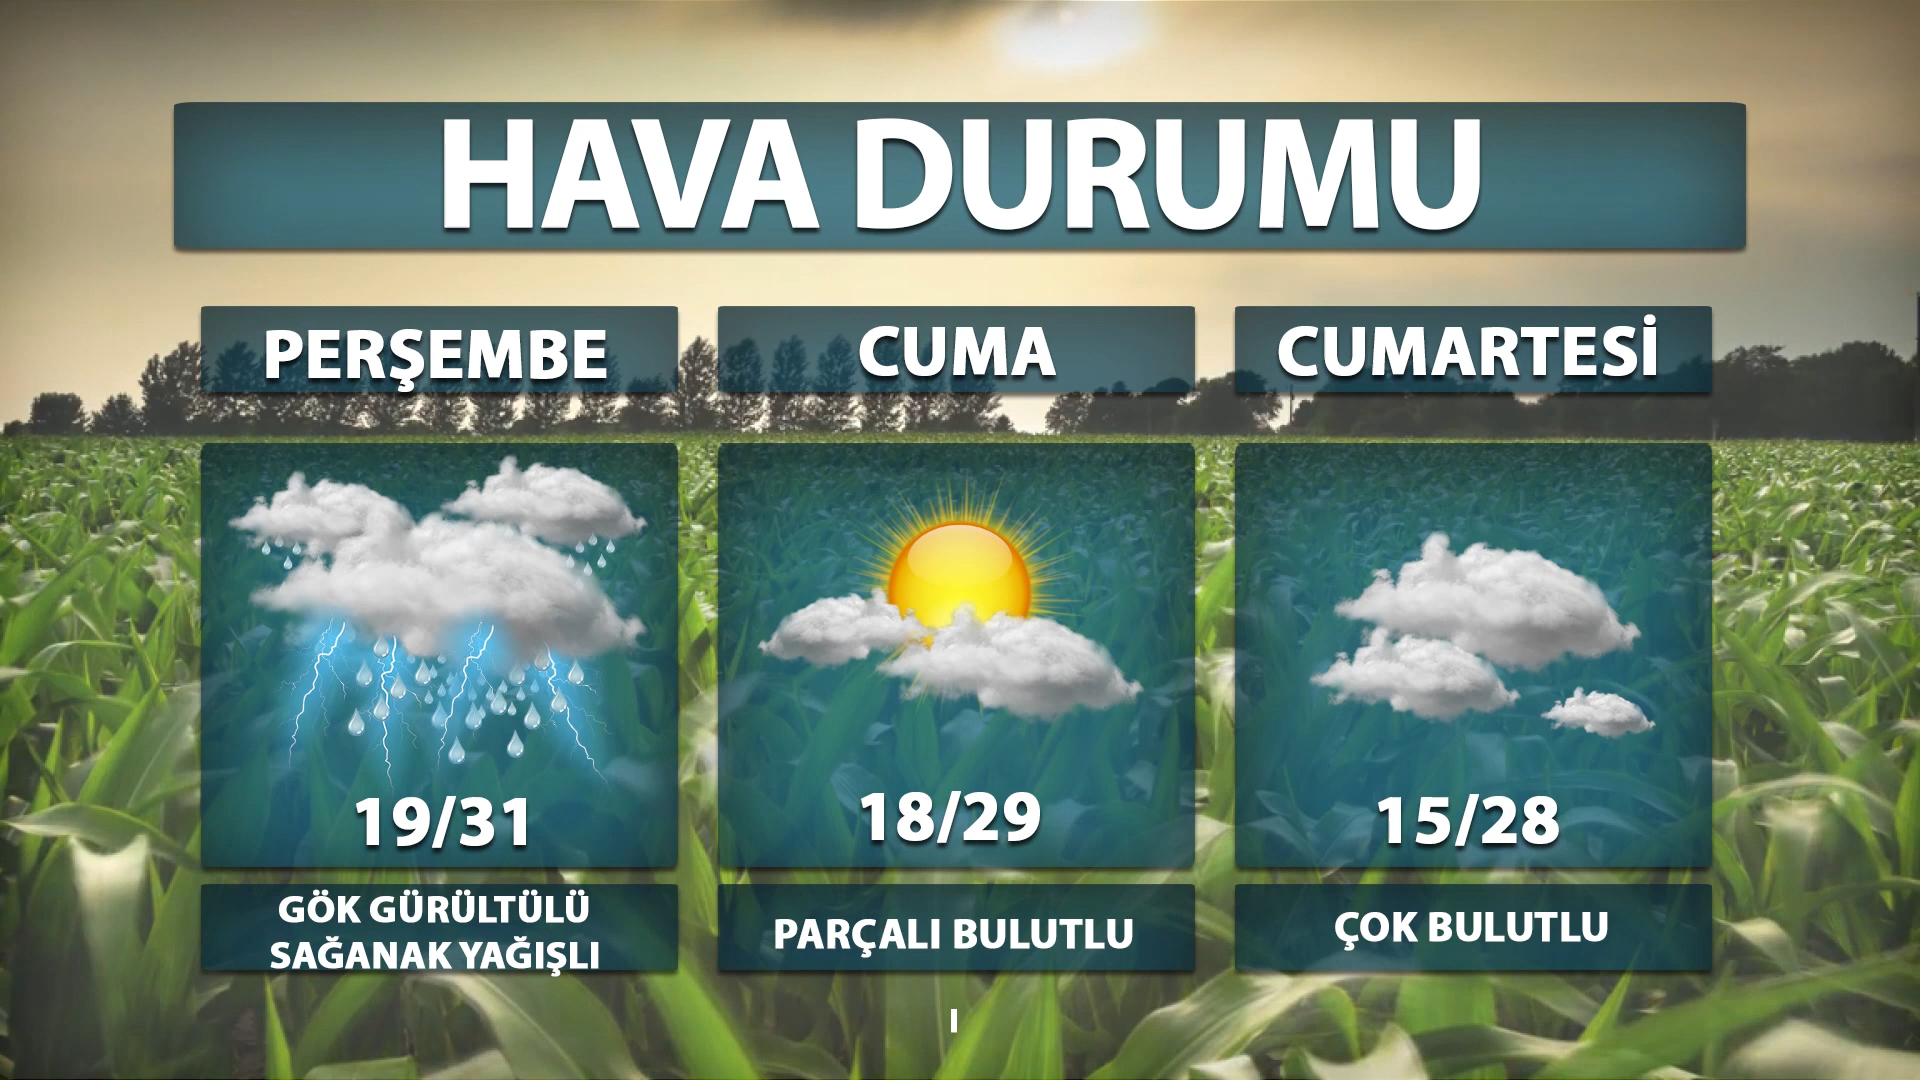 HAVA DURUMU
PERŞEMBE
CUMA
CUMARTESİ
19/31
18/29
15/28
GÖK GÜRÜLTÜLÜ
SAĞANAK YAĞIŞLI
PARÇALI BULUTLU
ÇOK BULUTLU
I